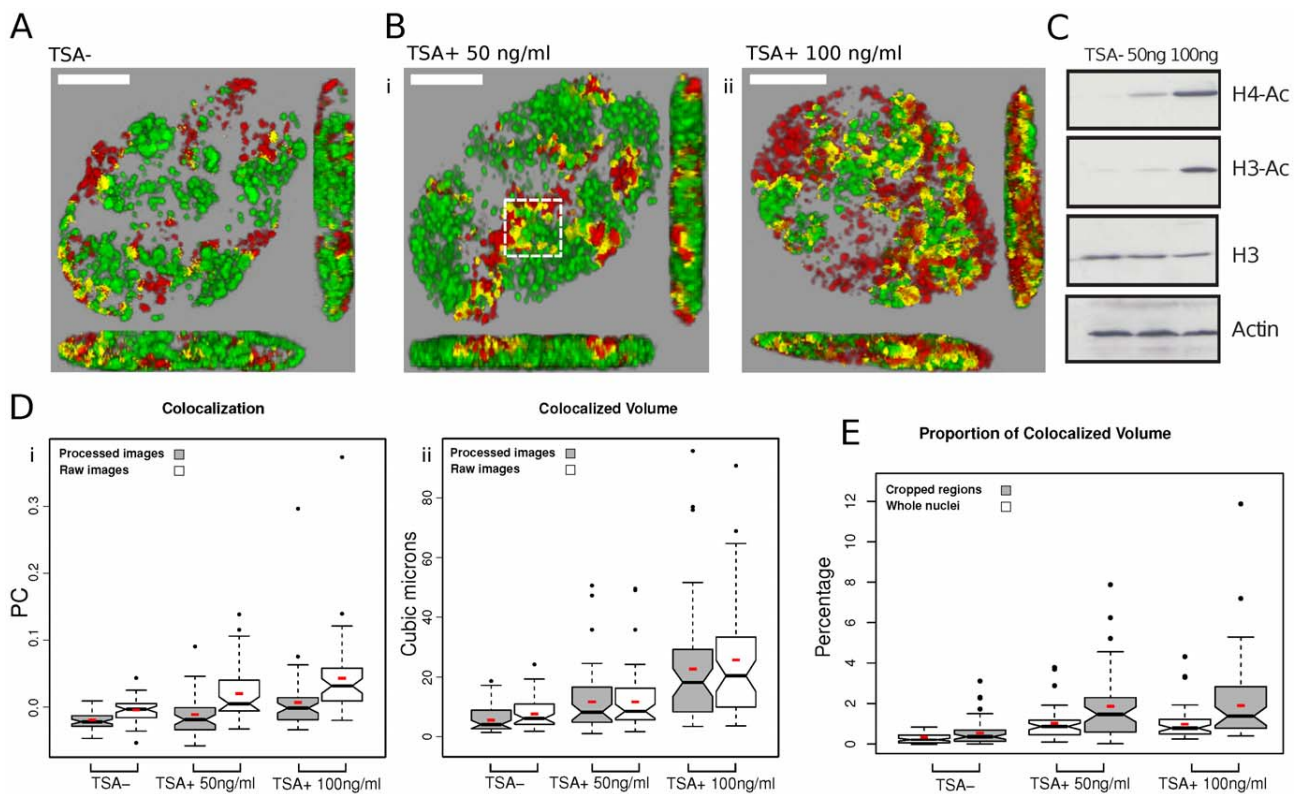 A
TSA-
B
TSA+ 50 ng/ml
i
TSA+ 100 ng/ml
ii
C
TSA- 50ng 100ng
H4-Ac
H3-Ac
H3
Actin
D
Colocalization
i
Processed images
Raw images
PC
0.3
0.2
0.1
0.0
TSA–
TSA+ 50ng/ml
TSA+ 100ng/ml
Colocalized Volume
ii
Processed images
Raw images
Cubic microns
80
60
40
20
0
TSA–
TSA+ 50ng/ml
TSA+ 100ng/ml
E
Proportion of Colocalized Volume
Cropped regions
Whole nuclei
Percentage
12
10
8
6
4
2
0
TSA–
TSA+ 50ng/ml
TSA+ 100ng/ml